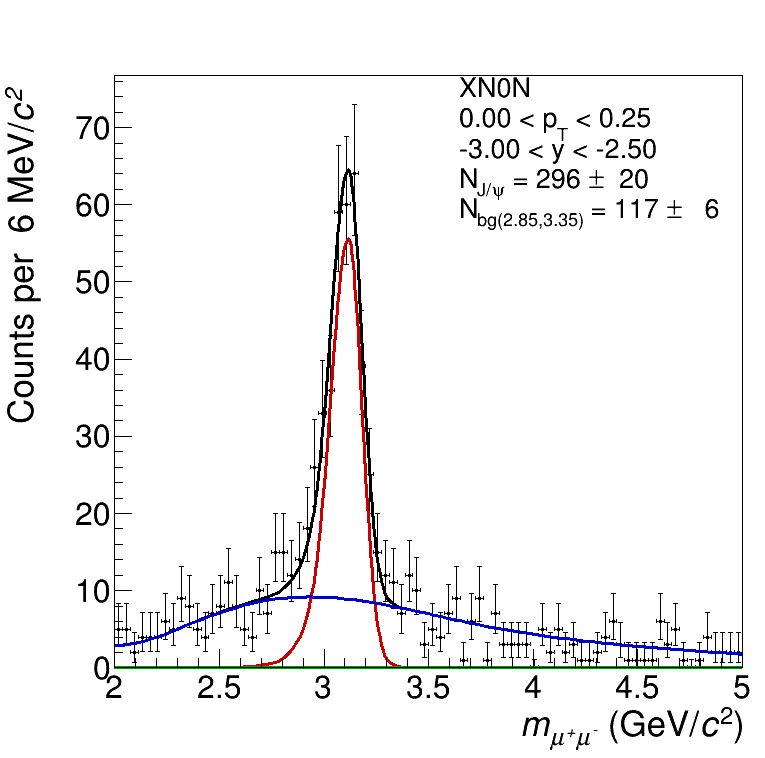 XN0N
0.00 < p_T < 0.25
-3.00 < y < -2.50
N_J/ψ = 296 ± 20
N_bg(2.85,3.35) = 117 ± 6
Counts per 6 MeV/c²
70
60
50
40
30
20
10
0
2 2.5 3 3.5 4 4.5 5
m_μ⁺μ⁻ (GeV/c²)